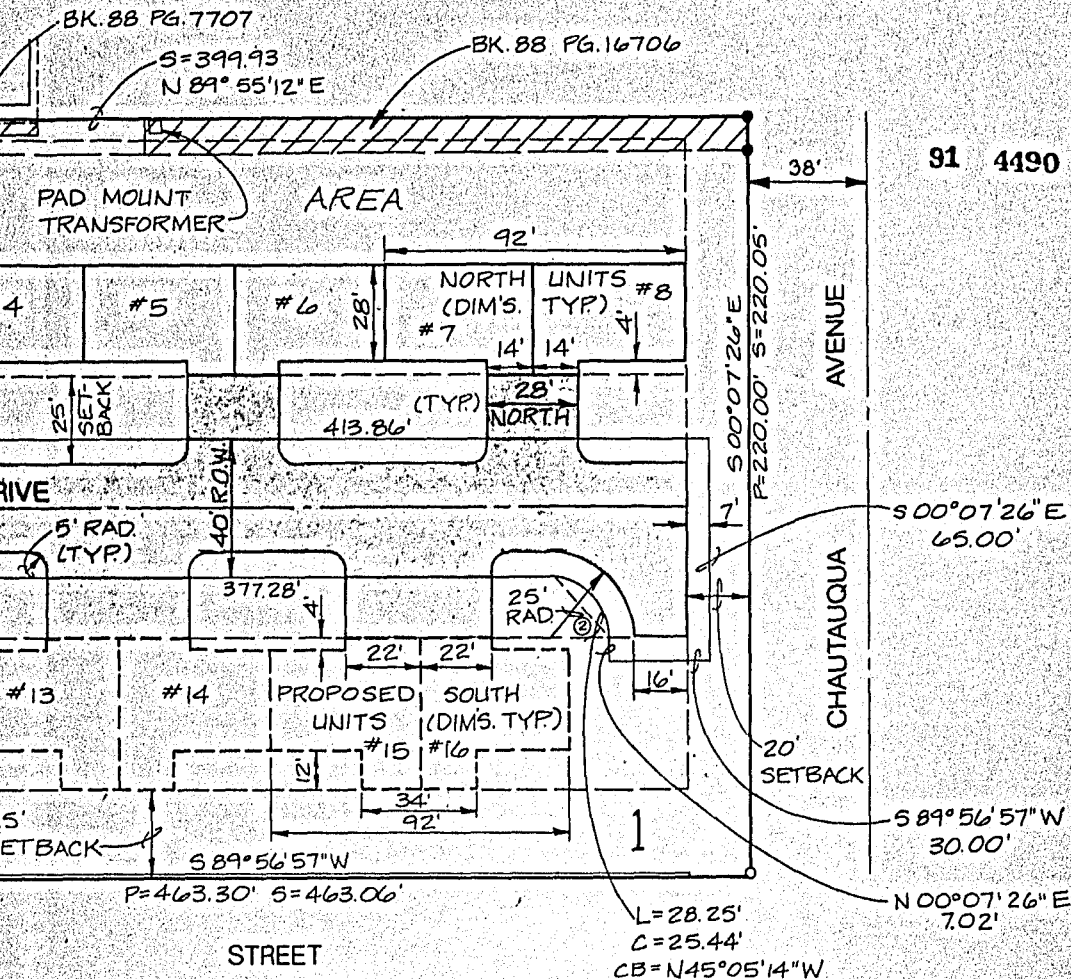 BK.88 PG.7707
S=399.93
N 89°55'12"E
BK.88 PG.16706
91 4490
38'
PAD MOUNT
TRANSFORMER
AREA
92'
4
#5
#6
28'
NORTH UNITS
(DIM'S. TYP.)
#7
#8
4'
14' 14'
25'
SET-
BACK
(TYP.)
28'
NORTH
413.86'
S 00°07'26"E
P=220.00' S=220.05'
AVENUE
RIVE
40' R.O.W.
7'
S 00°07'26"E
65.00'
5' RAD.
(TYP.)
377.28'
4'
25'
RAD.
2
22' 22'
16'
CHAUTAUQUA
#13
#14
PROPOSED SOUTH
UNITS (DIM'S. TYP.)
#15 #16
12'
34'
92'
20'
SETBACK
5'
ETBACK
1
S 89°56'57"W
30.00'
S 89°56'57"W
P=463.30' S=463.06'
N 00°07'26"E
7.02'
L=28.25'
C=25.44'
CB=N45°05'14"W
STREET